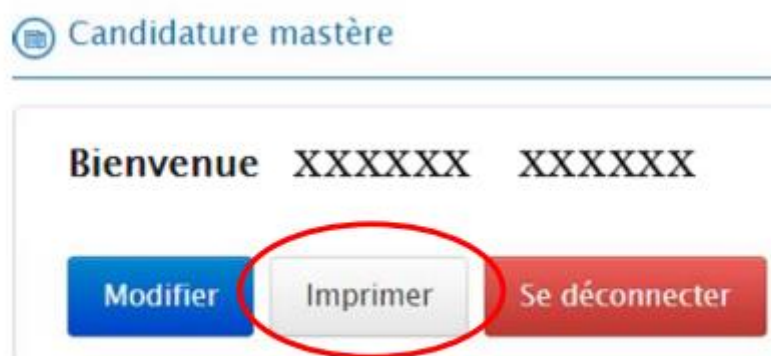 Candidature mastère
Bienvenue XXXXXX XXXXXX
Modifier Imprimer Se déconnecter